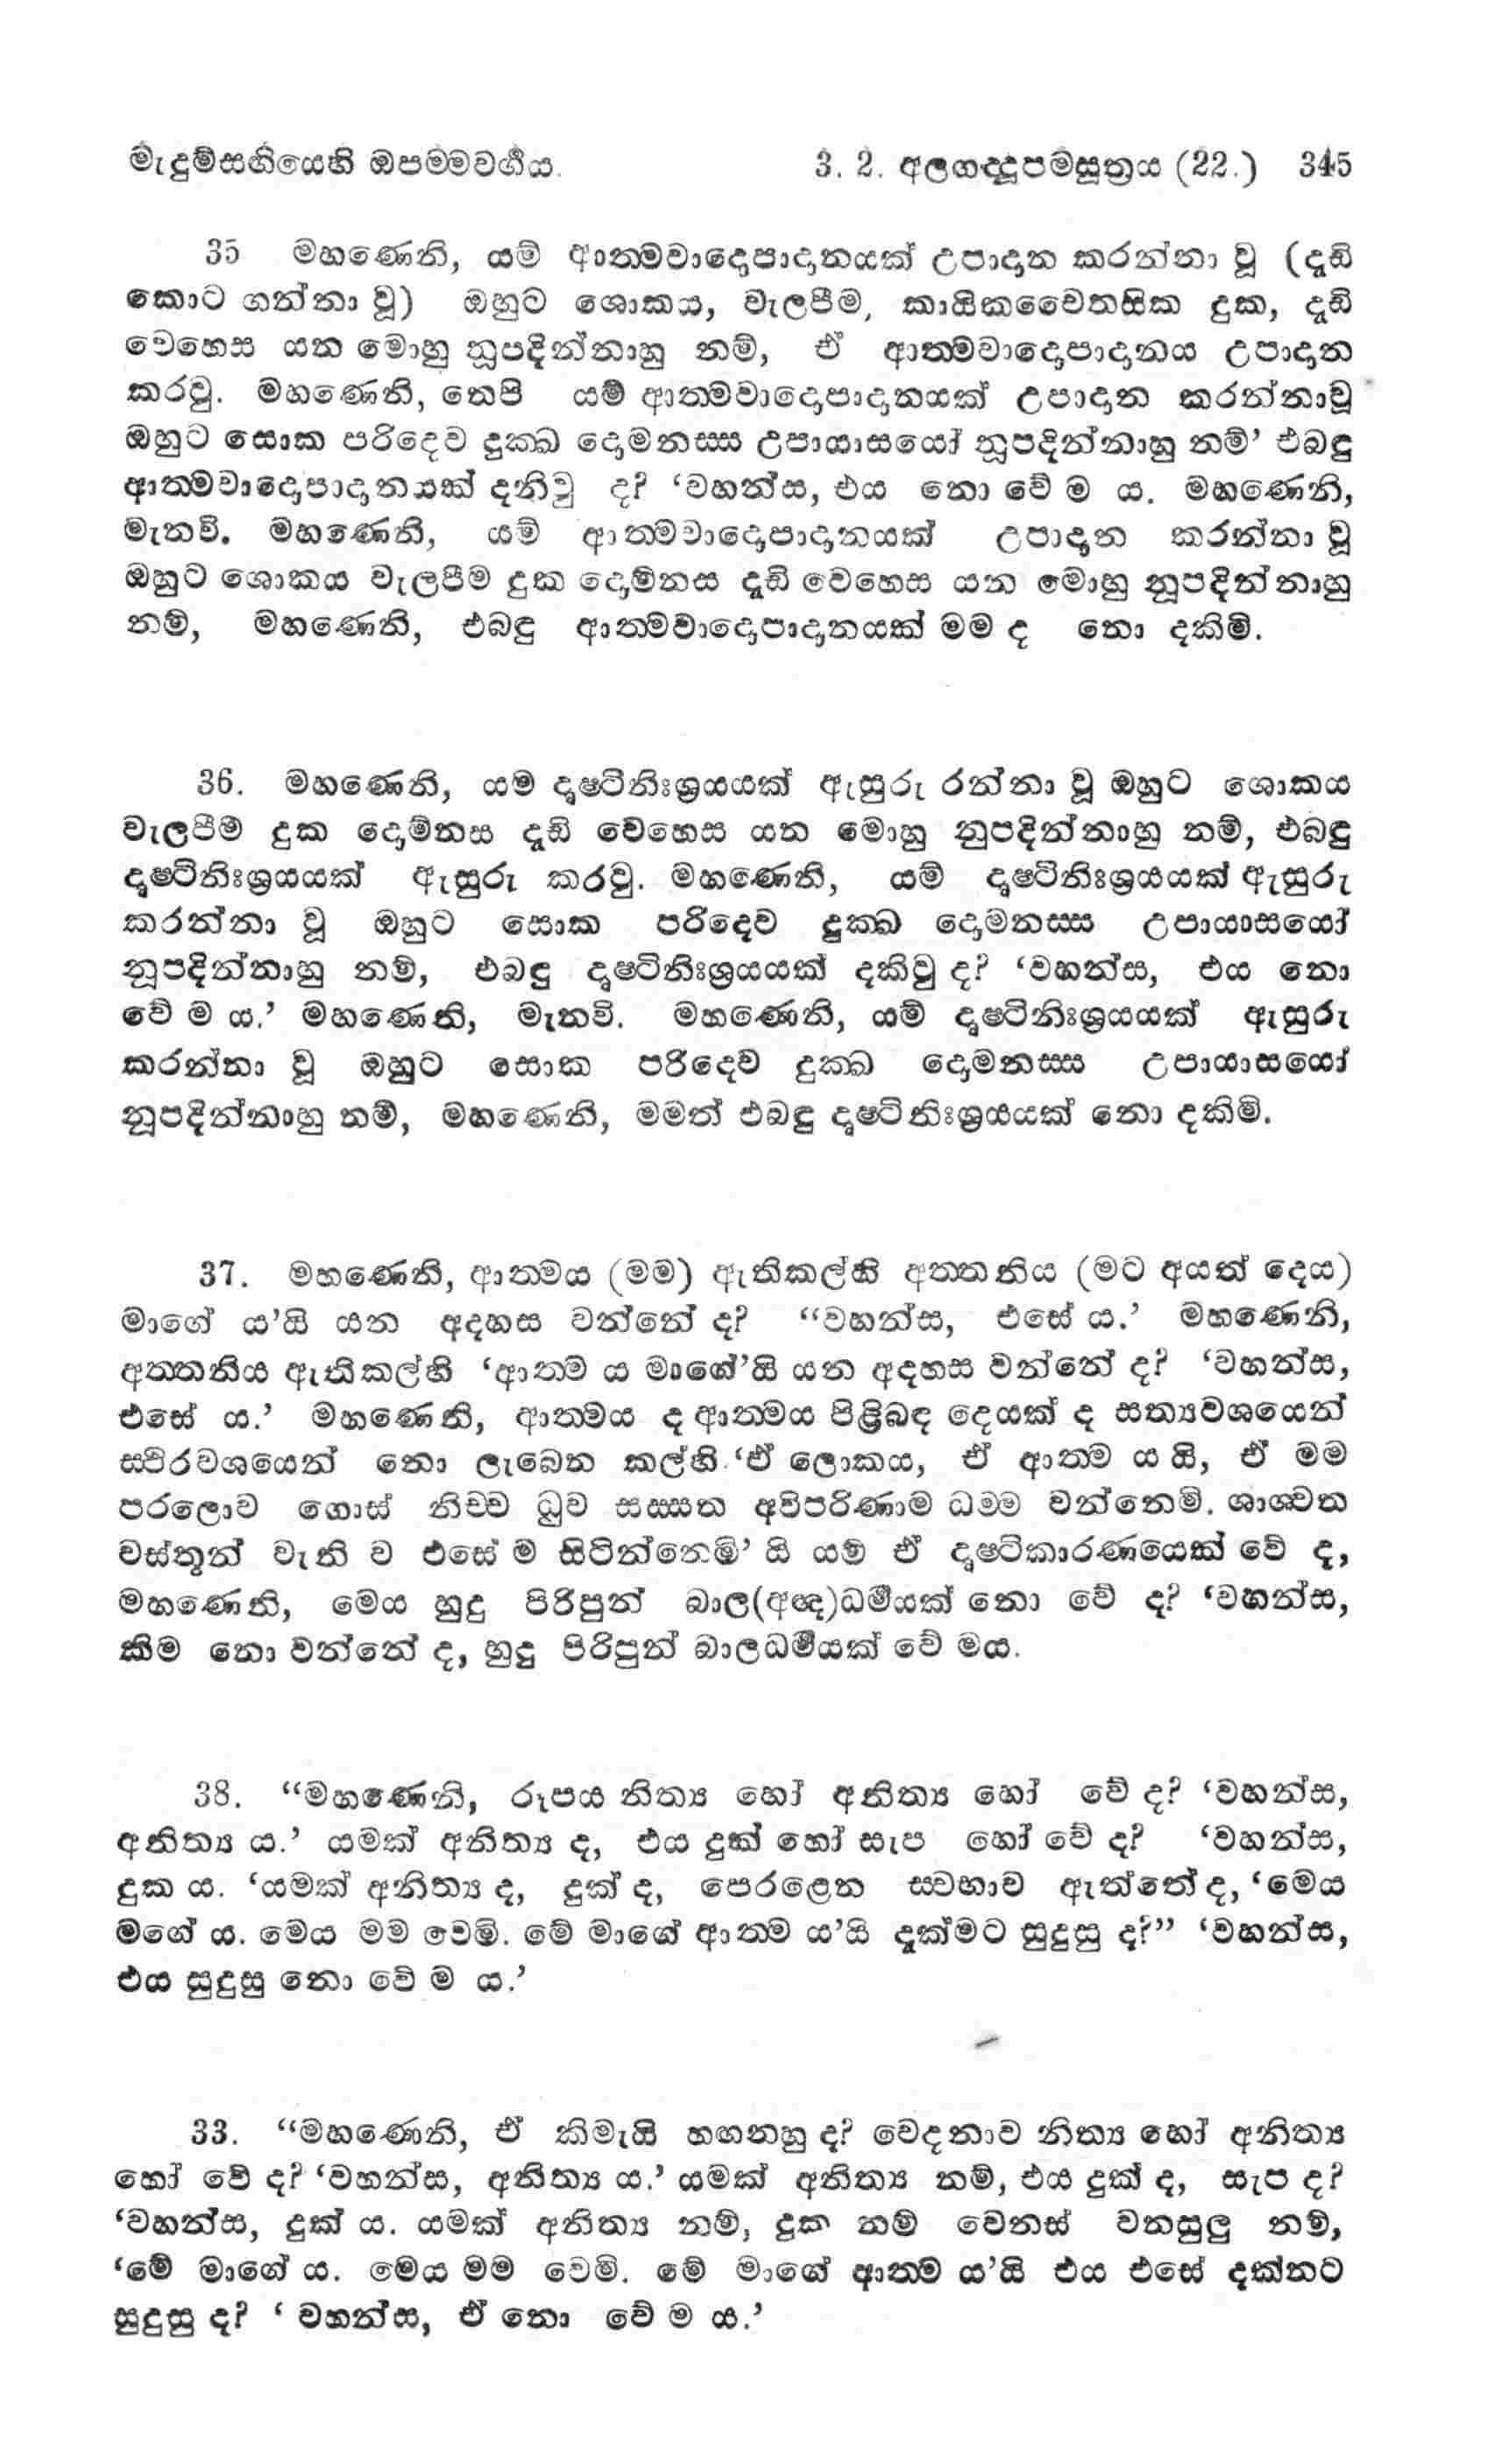 මැදුම්සඟියෙහි ඔපම්මවර්‍ගය. 3. 2. අලගද්දූපමසූත්‍රය (22.) 345
35 මහණෙනි, යම් ආත්මවාදොපාදානයක් උපාදාන කරන්නා වූ (දැඩි
කොට ගන්නා වූ) ඔහුට ශොකය, වැලපීම, කායිකචෛතසික දුක, දැඩි
වෙහෙස යන මොහු නූපදින්නාහු නම්, ඒ ආත්මවාදොපාදානය උපාදාන
කරවු. මහණෙනි, තෙපි යම් ආත්මවාදොපාදානයක් උපාදාන කරන්නාවූ
ඔහුට සොක පරිදෙව දුක්ඛ දොමනස්ස උපායාසයෝ නූපදින්නාහු නම්’ එබඳු
ආත්මවාදොපාදානයක් දනිවු ද? ‘වහන්ස, එය නො වේ ම ය. මහණෙනි,
මැනවි. මහණෙනි, යම් ආත්මවාදොපාදානයක් උපාදාන කරන්නා වූ
ඔහුට ශොකය වැලපීම දුක දොම්නස දැඩි වෙහෙස යන මොහු නූපදින්නාහු
නම්, මහණෙනි, එබඳු ආත්මවාදොපාදානයක් මම ද නො දකිමි.
36. මහණෙනි, යම් දෘෂ්ටිනිඃශ්‍රයයක් ඇසුරු රන්නා වූ ඔහුට ශොකය
වැලපීම දුක දොම්නස දැඩි වෙහෙස යන මොහු නූපදින්නාහු නම්, එබඳු
දෘෂ්ටිනිඃශ්‍රයයක් ඇසුරු කරවු. මහණෙනි, යම් දෘෂ්ටිනිඃශ්‍රයයක් ඇසුරු
කරන්නා වූ ඔහුට සොක පරිදෙව දුක්ඛ දොමනස්ස උපායාසයෝ
නූපදින්නාහු නම්, එබඳු දෘෂ්ටිනිඃශ්‍රයයක් දකිවු ද? ‘වහන්ස, එය නො
වේ ම ය.’ මහණෙනි, මැනවි. මහණෙනි, යම් දෘෂ්ටිනිඃශ්‍රයයක් ඇසුරු
කරන්නා වූ ඔහුට සොක පරිදෙව දුක්ඛ දොමනස්ස උපායාසයෝ
නූපදින්නාහු නම්, මහණෙනි, මමත් එබඳු දෘෂ්ටිනිඃශ්‍රයයක් නො දකිමි.
37. මහණෙනි, ආත්මය (මම) ඇතිකල්හි අත්තනිය (මට අයත් දෙය)
මාගේ ය’යි යන අදහස වන්නේ ද? “වහන්ස, එසේ ය.’ මහණෙනි,
අත්තනිය ඇතිකල්හි ‘ආත්ම ය මාගේ’යි යන අදහස වන්නේ ද? ‘වහන්ස,
එසේ ය.’ මහණෙනි, ආත්මය ද ආත්මය පිළිබඳ දෙයක් ද සත්‍යවශයෙන්
ස්ථිරවශයෙන් නො ලැබෙන කල්හි ‘ඒ ලොකය, ඒ ආත්ම ය යි, ඒ මම
පරලොව ගොස් නිච්ච ධුව සස්සත අවිපරිණාම ධම්ම වන්නෙමි. ශාශ්වත
වස්තූන් වැනි ව එසේ ම සිටින්නෙමි’ යි යම් ඒ දෘෂ්ටිකාරණයෙක් වේ ද,
මහණෙනි, මෙය හුදු පිරිපුන් බාල(අඥ)ධර්‍මයක් නො වේ ද? ‘වහන්ස,
කිම නො වන්නේ ද, හුදු පිරිපුන් බාලධර්‍මයක් වේ මය.
38. “මහණෙනි, රූපය නිත්‍ය හෝ අනිත්‍ය හෝ වේ ද? ‘වහන්ස,
අනිත්‍ය ය.’ යමක් අනිත්‍ය ද, එය දුක් හෝ සැප හෝ වේ ද? ‘වහන්ස,
දුක ය. ‘යමක් අනිත්‍ය ද, දුක් ද, පෙරළෙන ස්වභාව ඇත්තේ ද, ‘මෙය
මගේ ය. මෙය මම වෙමි. මේ මාගේ ආත්ම ය’යි දැක්මට සුදුසු ද?” ‘වහන්ස,
එය සුදුසු නො වේ ම ය.’
33. “මහණෙනි, ඒ කිමැයි හඟනහු ද? වෙදනාව නිත්‍ය හෝ අනිත්‍ය
හෝ වේ ද? ‘වහන්ස, අනිත්‍ය ය.’ යමක් අනිත්‍ය නම්, එය දුක් ද, සැප ද?
‘වහන්ස, දුක් ය. යමක් අනිත්‍ය නම්, දුක නම් වෙනස් වනසුලු නම්,
‘මේ මාගේ ය. මෙය මම වෙමි. මේ මාගේ ආත්ම ය’යි එය එසේ දක්නට
සුදුසු ද? ‘ වහන්ස, ඒ නො වේ ම ය.’